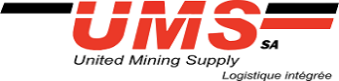 UMS SA
United Mining Supply
Logistique intégrée